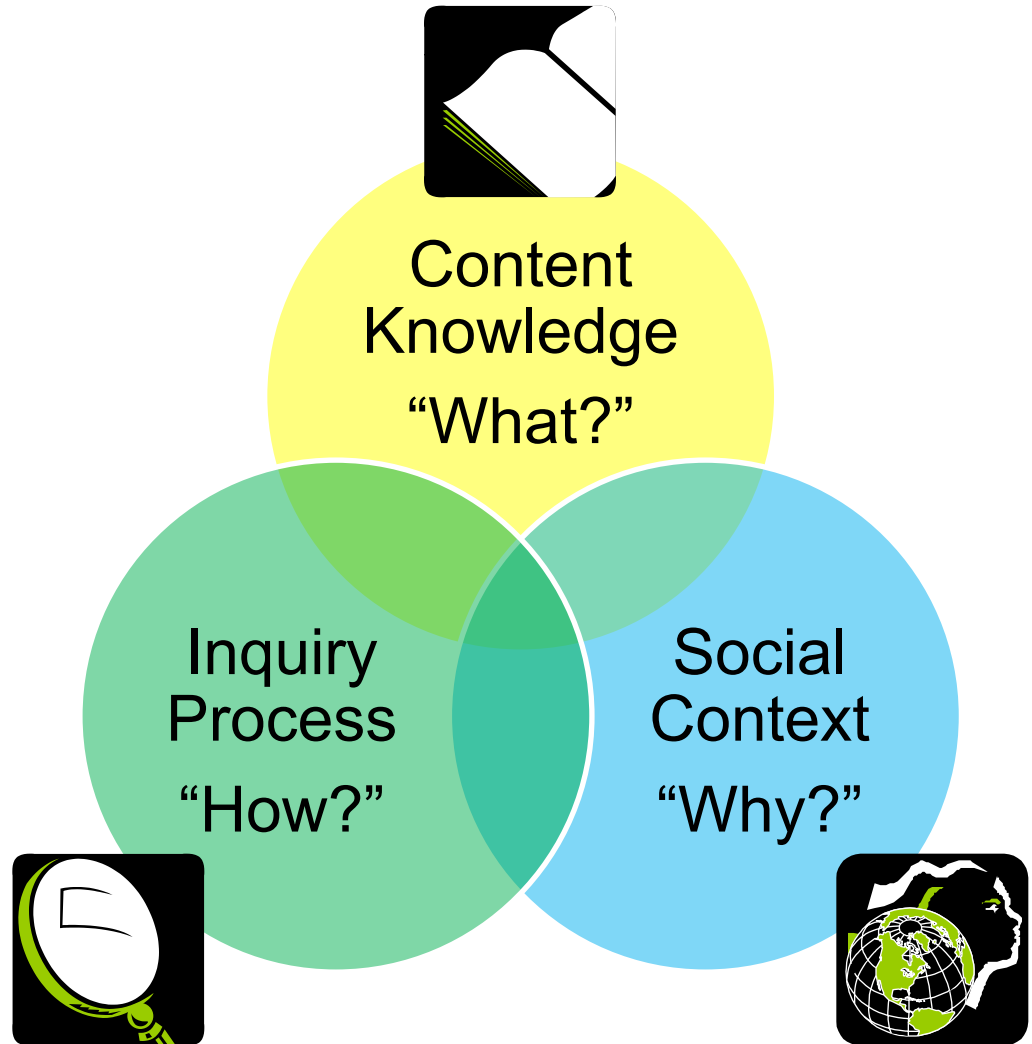 Content
Knowledge
“What?”
Inquiry
Process
“How?”
Social
Context
“Why?”